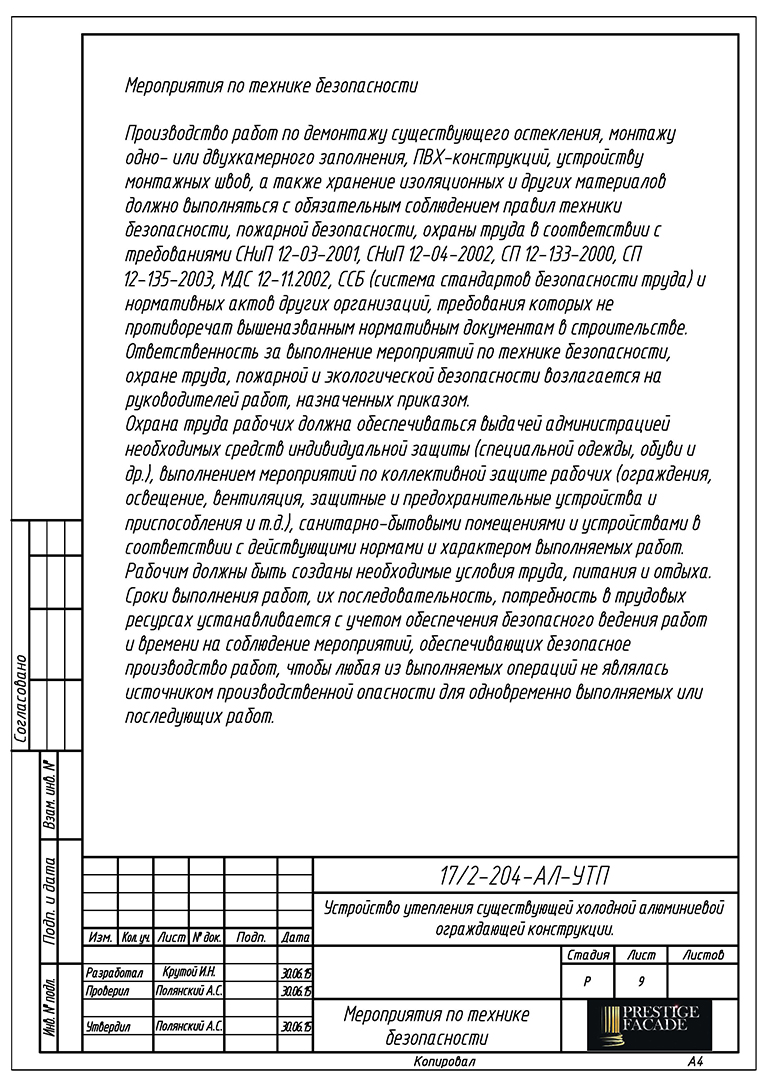 Мероприятия по технике безопасности
Производство работ по демонтажу существующего остекления, монтажу
одно- или двухкамерного заполнения, ПВХ-конструкций, устройству
монтажных швов, а также хранение изоляционных и других материалов
должно выполняться с обязательным соблюдением правил техники
безопасности, пожарной безопасности, охраны труда в соответствии с
требованиями СНиП 12-03-2001, СНиП 12-04-2002, СП 12-133-2000, СП
12-135-2003, МДС 12-11.2002, ССБ (система стандартов безопасности труда) и
нормативных актов других организаций, требования которых не
противоречат вышеназванным нормативным документам в строительстве.
Ответственность за выполнение мероприятий по технике безопасности,
охране труда, пожарной и экологической безопасности возлагается на
руководителей работ, назначенных приказом.
Охрана труда рабочих должна обеспечиваться выдачей администрацией
необходимых средств индивидуальной защиты (специальной одежды, обуви и
др.), выполнением мероприятий по коллективной защите рабочих (ограждения,
освещение, вентиляция, защитные и предохранительные устройства и
приспособления и т.д.), санитарно-бытовыми помещениями и устройствами в
соответствии с действующими нормами и характером выполняемых работ.
Рабочим должны быть созданы необходимые условия труда, питания и отдыха.
Сроки выполнения работ, их последовательность, потребность в трудовых
ресурсах устанавливается с учетом обеспечения безопасного ведения работ
и времени на соблюдение мероприятий, обеспечивающих безопасное
производство работ, чтобы любая из выполняемых операций не являлась
источником производственной опасности для одновременно выполняемых или
последующих работ.
Согласовано
Взам. инв. №
Подп. и дата
Инв. № подл.
17/2-204-АЛ-УТП
Устройство утепления существующей холодной алюминиевой
ограждающей конструкции.
Изм. Кол. уч. Лист № док. Подп. Дата
Стадия Лист Листов
Разработал Крутой И.Н. 30.06.15
Проверил Полянский А.С. 30.06.15
Р 9
Утвердил Полянский А.С. 30.06.15
Мероприятия по технике
безопасности
PRESTIGE
FACADE
Копировал А4